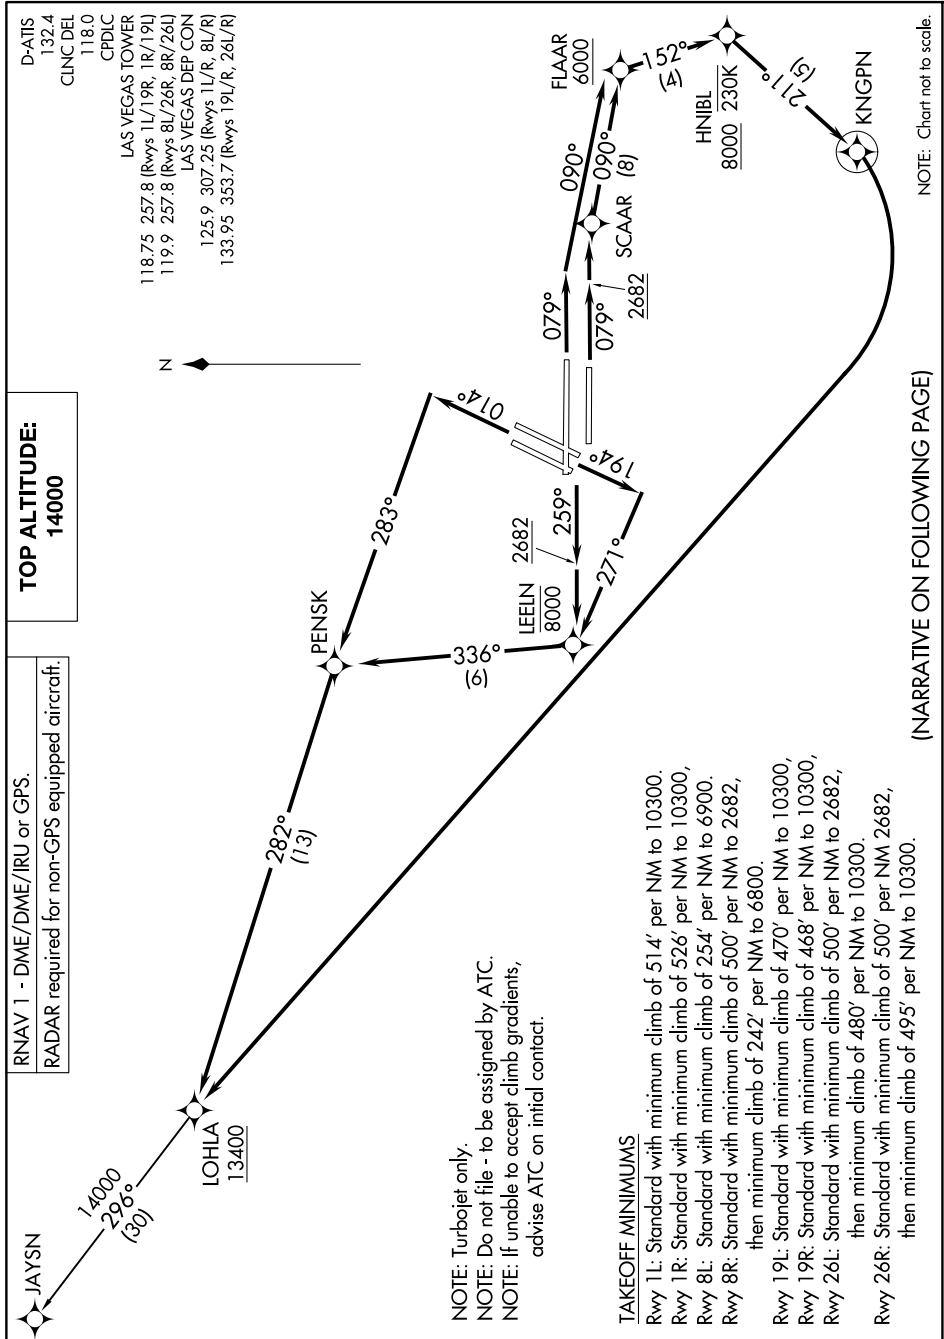 RNAV 1 - DME/DME/IRU or GPS.
RADAR required for non-GPS equipped aircraft.
TOP ALTITUDE:
14000
D-ATIS
132.4
CLNC DEL
118.0
CPDLC
LAS VEGAS TOWER
118.75 257.8 (Rwys 1L/19R, 1R/19L)
119.9 257.8 (Rwys 8L/26R, 8R/26L)
LAS VEGAS DEP CON
125.9 307.25 (Rwys 1L/R, 8L/R)
133.95 353.7 (Rwys 19L/R, 26L/R)
N
JAYSN
14000
296°
(30)
LOHLA
13400
282°
(13)
PENSK
283°
014°
336°
(6)
LEELN
8000
2682
259°
271°
194°
079°
079°
2682
SCAAR
090°
090°
(8)
FLAAR
6000
152°
(4)
HNIBL
8000 230K
211°
(5)
KNGPN
NOTE: Turbojet only.
NOTE: Do not file - to be assigned by ATC.
NOTE: If unable to accept climb gradients,
advise ATC on intial contact.
TAKEOFF MINIMUMS
Rwy 1L: Standard with minimum climb of 514' per NM to 10300.
Rwy 1R: Standard with minimum climb of 526' per NM to 10300,
Rwy 8L: Standard with minimum climb of 254' per NM to 6900.
Rwy 8R: Standard with minimum climb of 500' per NM to 2682,
then minimum climb of 242' per NM to 6800.
Rwy 19L: Standard with minimum climb of 470' per NM to 10300,
Rwy 19R: Standard with minimum climb of 468' per NM to 10300,
Rwy 26L: Standard with minimum climb of 500' per NM to 2682,
then minimum climb of 480' per NM to 10300.
Rwy 26R: Standard with minimum climb of 500' per NM 2682,
then minimum climb of 495' per NM to 10300.
(NARRATIVE ON FOLLOWING PAGE)
NOTE: Chart not to scale.